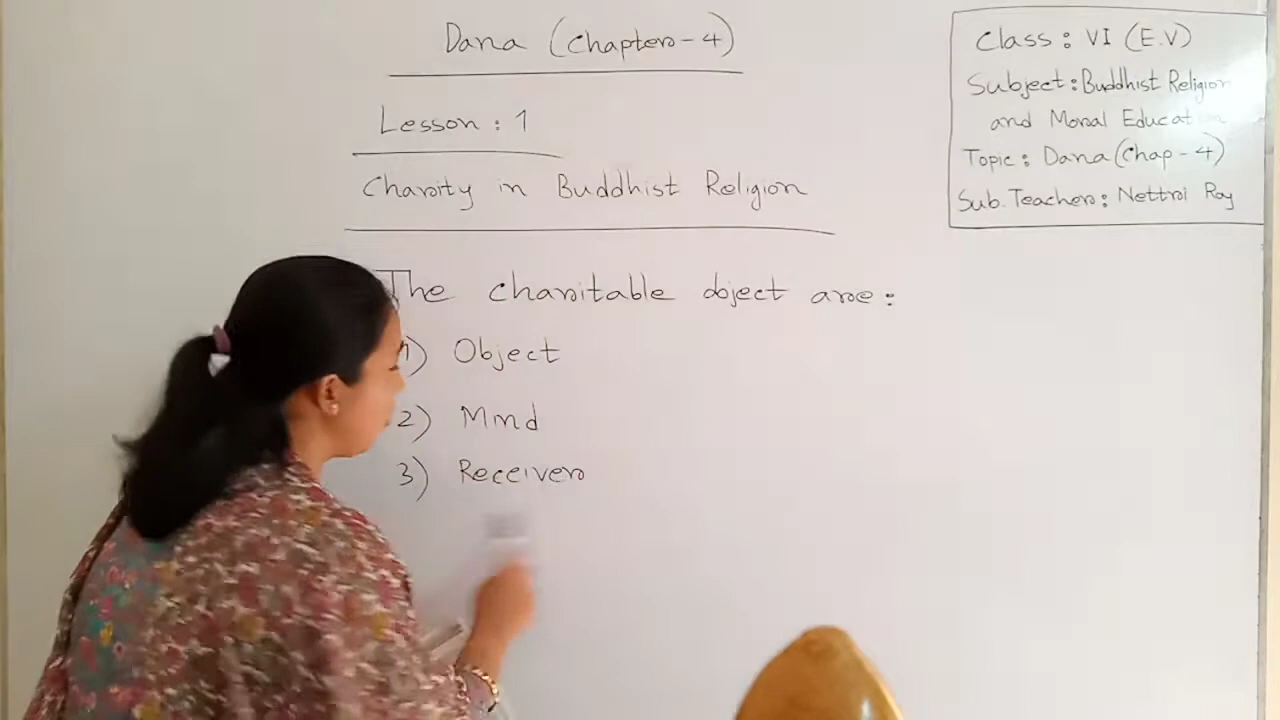 Dana (Chapter-4)
Lesson : 1
Charity in Buddhist Religion
The charitable object are:
1) Object
2) Mind
3) Receiver
Class : VI (E.V)
Subject : Buddhist Religion
and Moral Education
Topic : Dana (Chap-4)
Sub. Teacher : Nettroi Roy